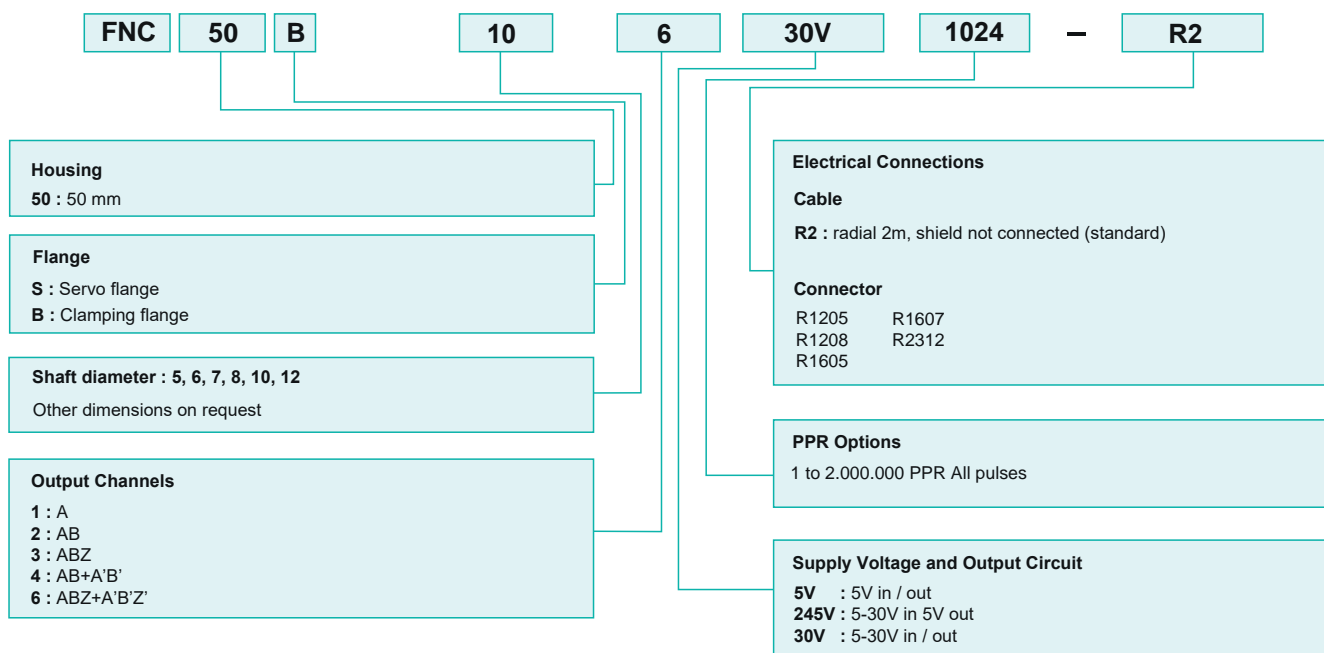 FNC 50 B 10 6 30V 1024 – R2
Housing
50 : 50 mm
Flange
S : Servo flange
B : Clamping flange
Shaft diameter : 5, 6, 7, 8, 10, 12
Other dimensions on request
Output Channels
1 : A
2 : AB
3 : ABZ
4 : AB+A’B’
6 : ABZ+A’B’Z’
Electrical Connections
Cable
R2 : radial 2m, shield not connected (standard)
Connector
R1205 R1607
R1208 R2312
R1605
PPR Options
1 to 2.000.000 PPR All pulses
Supply Voltage and Output Circuit
5V : 5V in / out
245V : 5-30V in 5V out
30V : 5-30V in / out